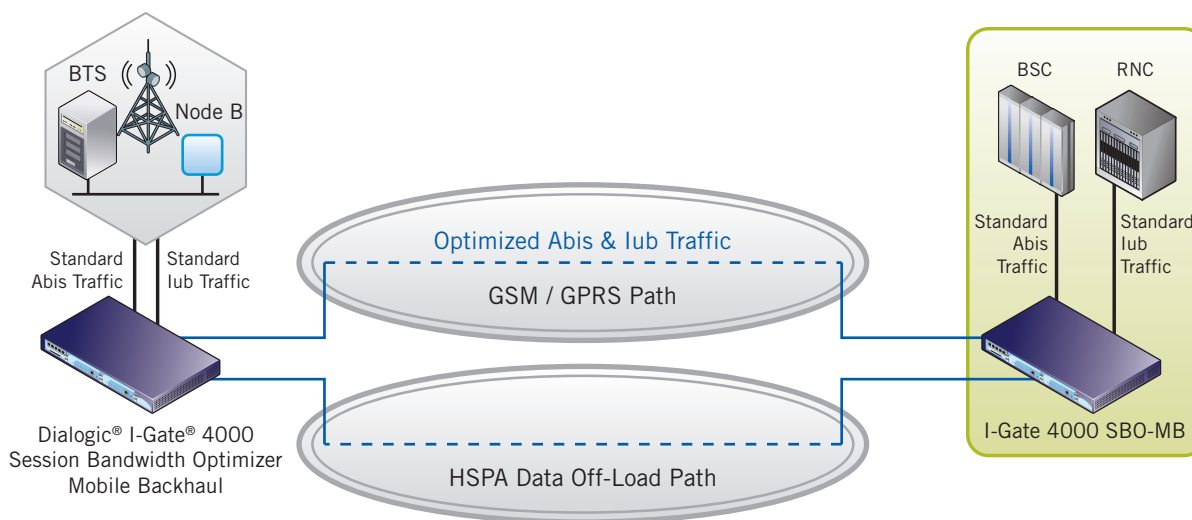 BTS
Node B
Standard
Abis Traffic
Standard
Iub Traffic
Dialogic® I-Gate® 4000
Session Bandwidth Optimizer
Mobile Backhaul
Optimized Abis & Iub Traffic
GSM / GPRS Path
HSPA Data Off-Load Path
BSC
RNC
Standard
Abis
Traffic
Standard
Iub
Traffic
I-Gate 4000 SBO-MB